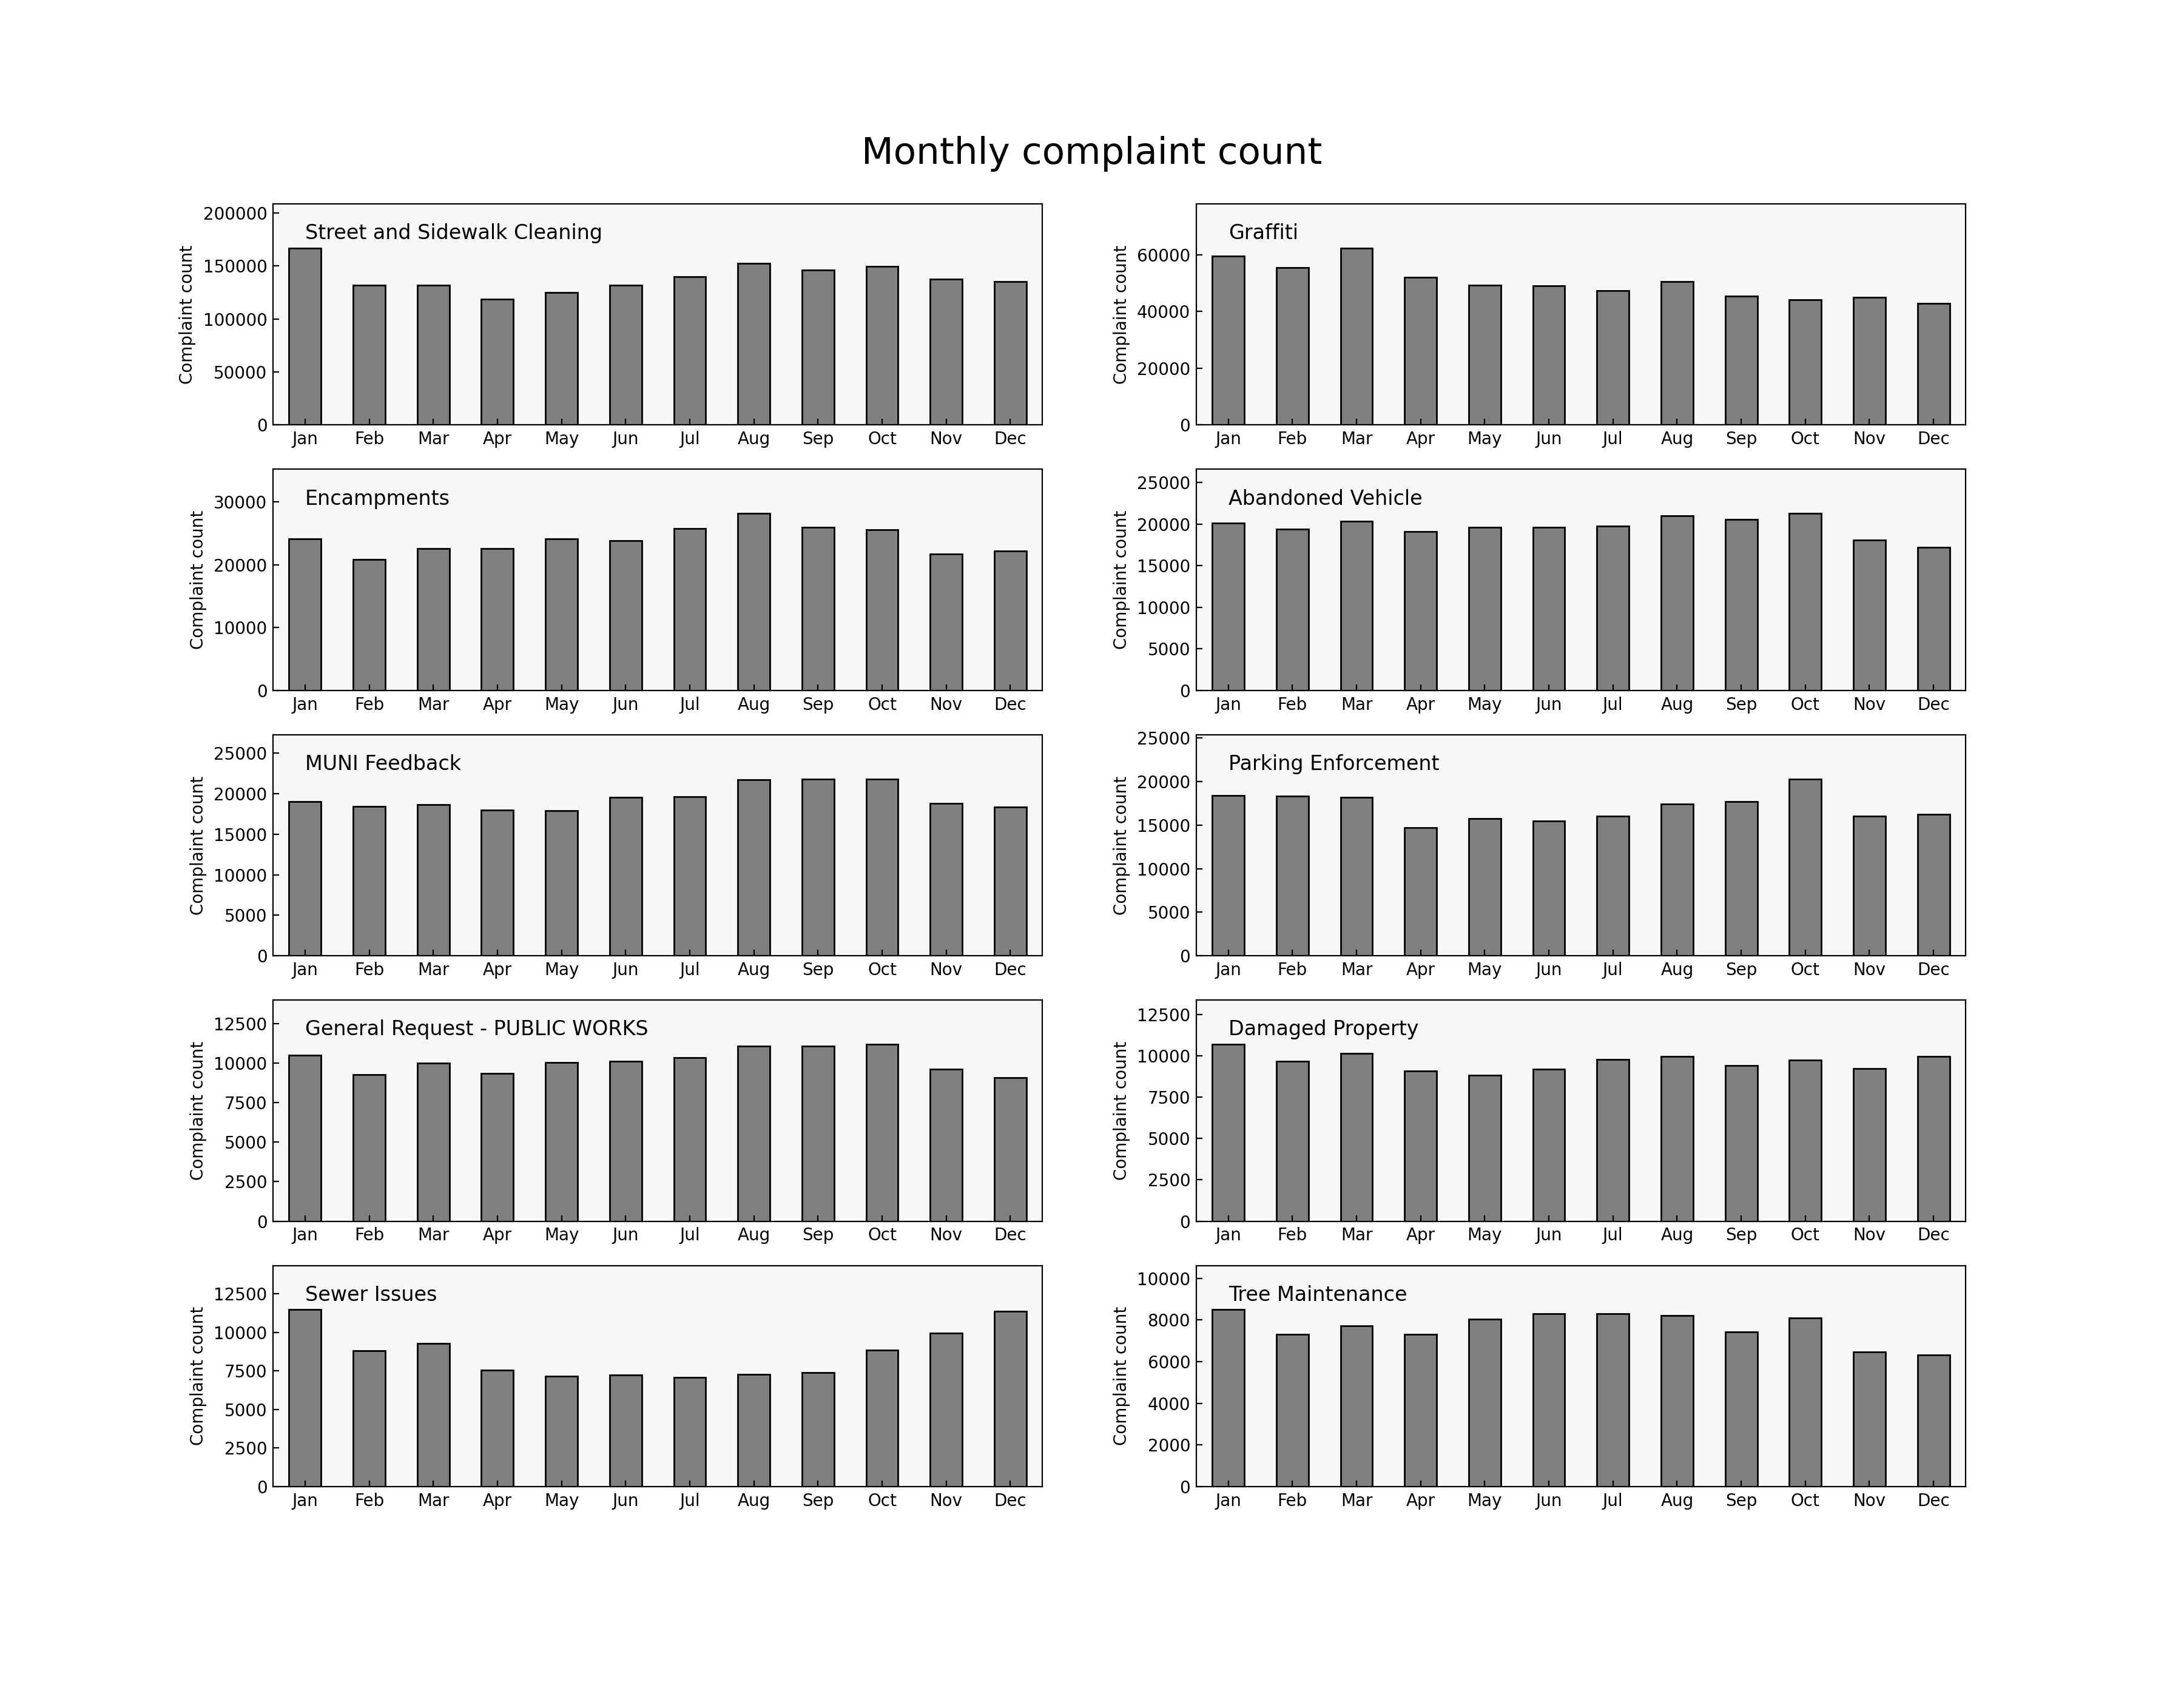 Monthly complaint count
Street and Sidewalk Cleaning
Complaint count
200000
150000
100000
50000
0
Jan Feb Mar Apr May Jun Jul Aug Sep Oct Nov Dec
Graffiti
Complaint count
60000
40000
20000
0
Jan Feb Mar Apr May Jun Jul Aug Sep Oct Nov Dec
Encampments
Complaint count
30000
20000
10000
0
Jan Feb Mar Apr May Jun Jul Aug Sep Oct Nov Dec
Abandoned Vehicle
Complaint count
25000
20000
15000
10000
5000
0
Jan Feb Mar Apr May Jun Jul Aug Sep Oct Nov Dec
MUNI Feedback
Complaint count
25000
20000
15000
10000
5000
0
Jan Feb Mar Apr May Jun Jul Aug Sep Oct Nov Dec
Parking Enforcement
Complaint count
25000
20000
15000
10000
5000
0
Jan Feb Mar Apr May Jun Jul Aug Sep Oct Nov Dec
General Request - PUBLIC WORKS
Complaint count
12500
10000
7500
5000
2500
0
Jan Feb Mar Apr May Jun Jul Aug Sep Oct Nov Dec
Damaged Property
Complaint count
12500
10000
7500
5000
2500
0
Jan Feb Mar Apr May Jun Jul Aug Sep Oct Nov Dec
Sewer Issues
Complaint count
12500
10000
7500
5000
2500
0
Jan Feb Mar Apr May Jun Jul Aug Sep Oct Nov Dec
Tree Maintenance
Complaint count
10000
8000
6000
4000
2000
0
Jan Feb Mar Apr May Jun Jul Aug Sep Oct Nov Dec